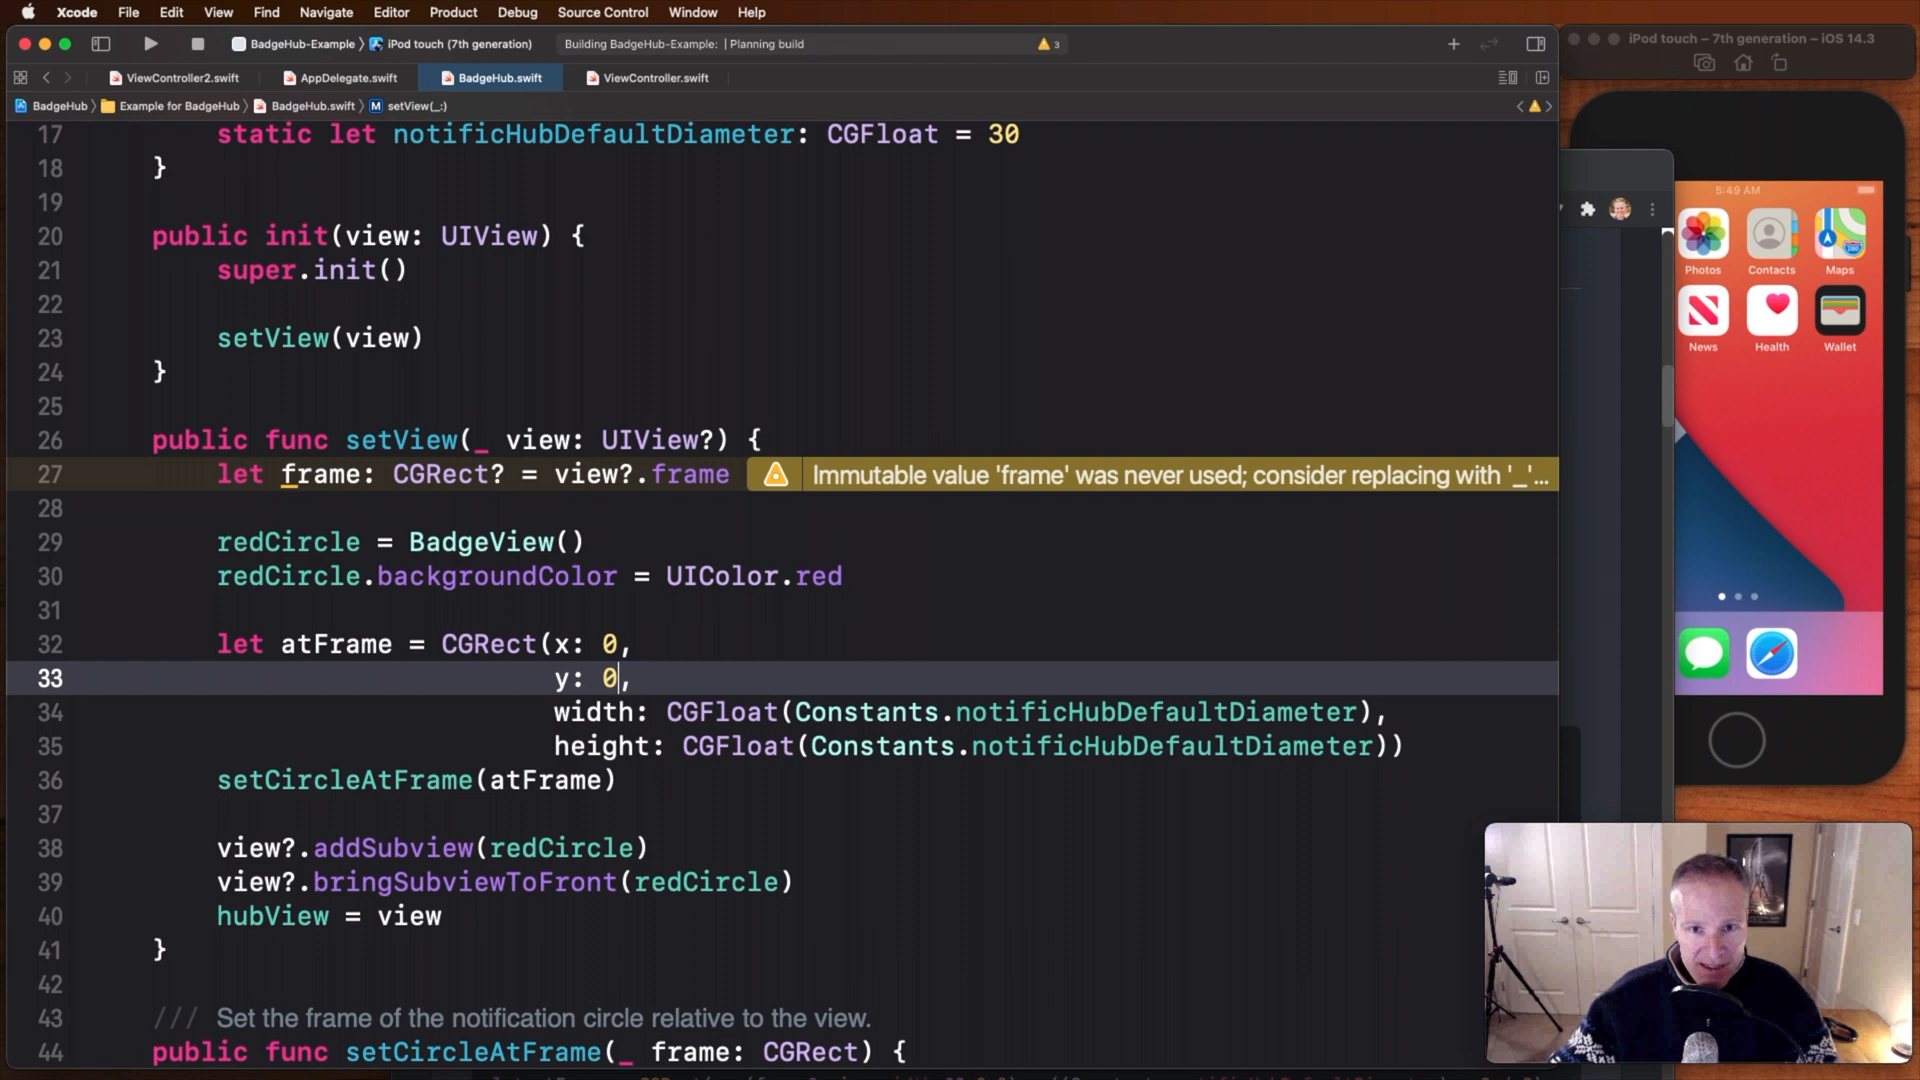 Xcode File Edit View Find Navigate Editor Product Debug Source Control Window Help
BadgeHub-Example iPod touch (7th generation) Building BadgeHub-Example: | Planning build 3
iPod touch – 7th generation – iOS 14.3
ViewController2.swift AppDelegate.swift BadgeHub.swift ViewController.swift
BadgeHub Example for BadgeHub BadgeHub.swift M setView(_:)
17 static let notificHubDefaultDiameter: CGFloat = 30
18 }
19
20 public init(view: UIView) {
21 super.init()
22
23 setView(view)
24 }
25
26 public func setView(_ view: UIView?) {
27 let frame: CGRect? = view?.frame Immutable value 'frame' was never used; consider replacing with '_'...
28
29 redCircle = BadgeView()
30 redCircle.backgroundColor = UIColor.red
31
32 let atFrame = CGRect(x: 0,
33 y: 0,
34 width: CGFloat(Constants.notificHubDefaultDiameter),
35 height: CGFloat(Constants.notificHubDefaultDiameter))
36 setCircleAtFrame(atFrame)
37
38 view?.addSubview(redCircle)
39 view?.bringSubviewToFront(redCircle)
40 hubView = view
41 }
42
43 /// Set the frame of the notification circle relative to the view.
44 public func setCircleAtFrame(_ frame: CGRect) {
5:49 AM
Photos Contacts Maps
280
News Health Wallet